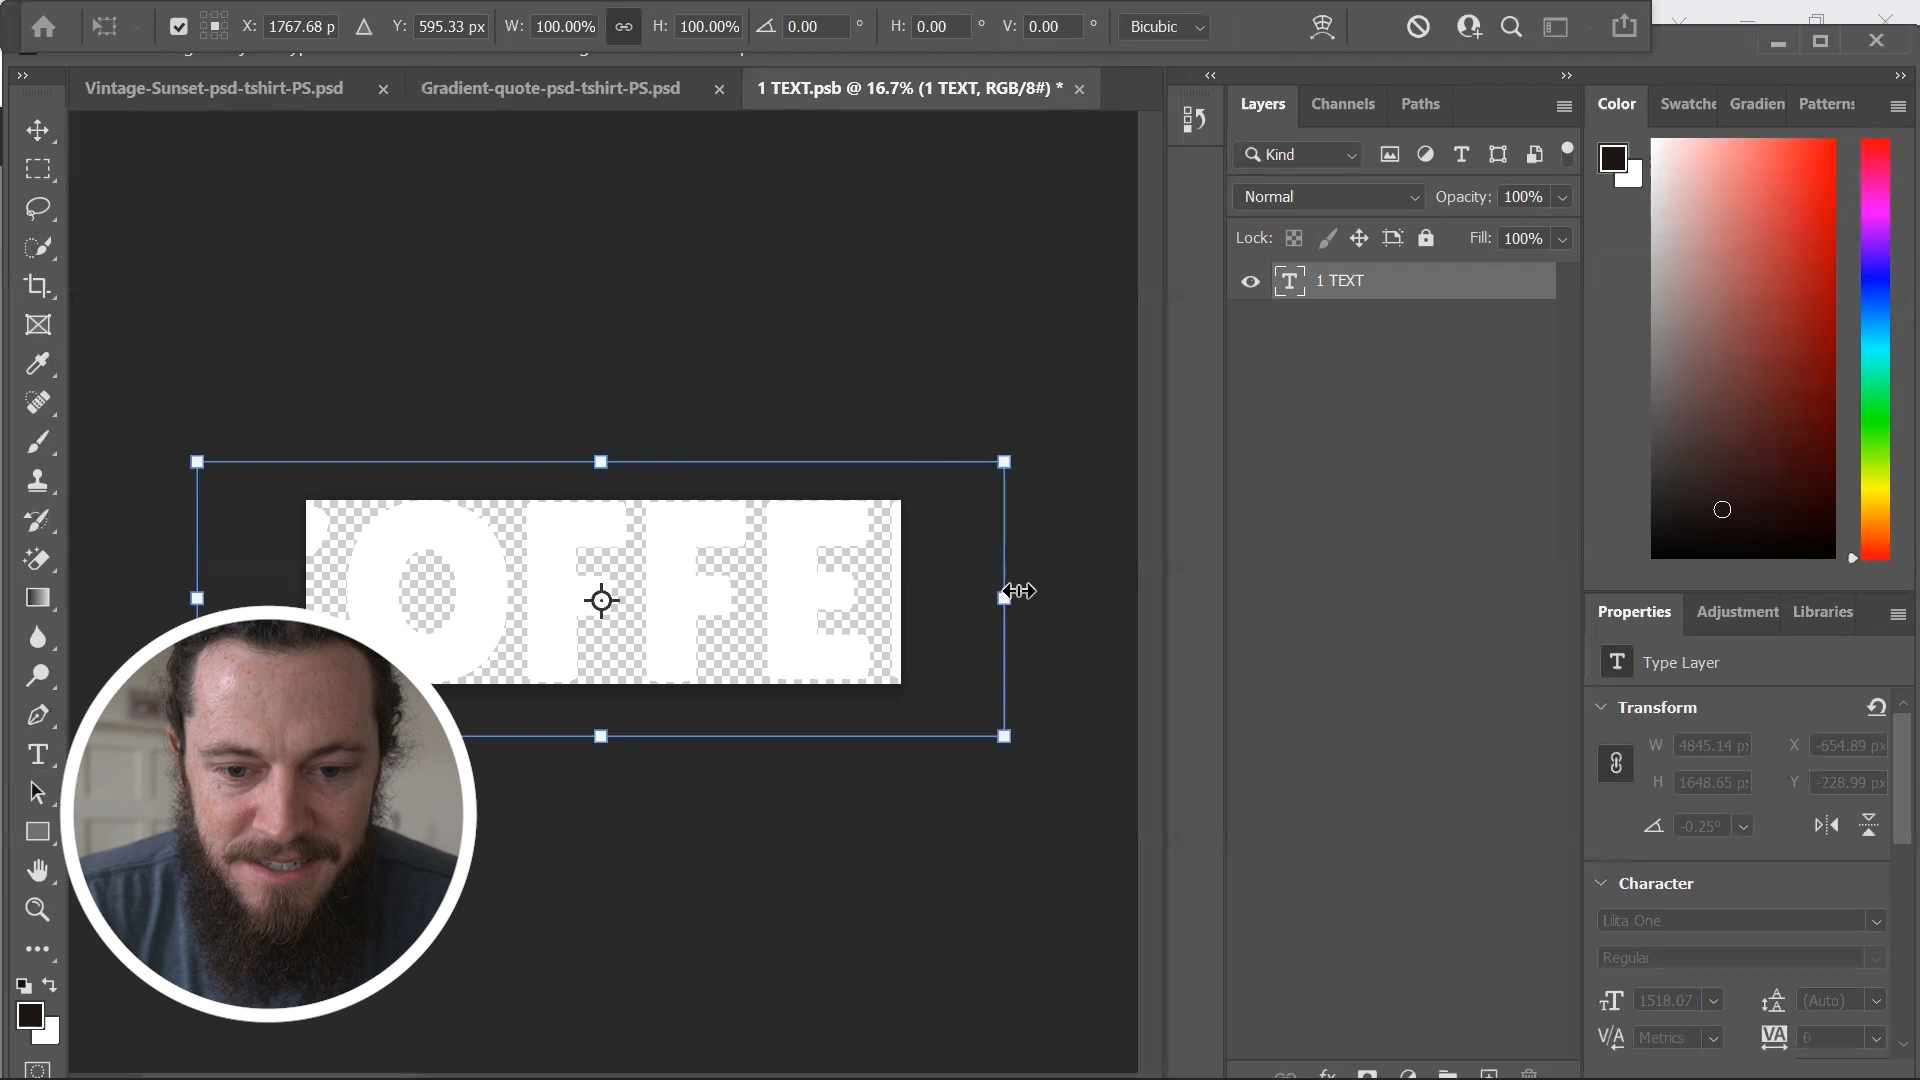 X: 1767.68 p Y: 595.33 px W: 100.00% H: 100.00% 0.00 ° H: 0.00 ° V: 0.00 ° Bicubic
Vintage-Sunset-psd-tshirt-PS.psd × Gradient-quote-psd-tshirt-PS.psd × 1 TEXT.psb @ 16.7% (1 TEXT, RGB/8#) * ×
Layers Channels Paths
Kind
Normal Opacity: 100%
Lock: Fill: 100%
1 TEXT
OFFE
Color Swatche Gradien Patterns
Properties Adjustment Libraries
Type Layer
Transform
W 4845.14 p X -654.89 px
H 1648.65 p Y -228.99 px
-0.25°
Character
Lilita One
Regular
1518.07 (Auto)
Metrics 0